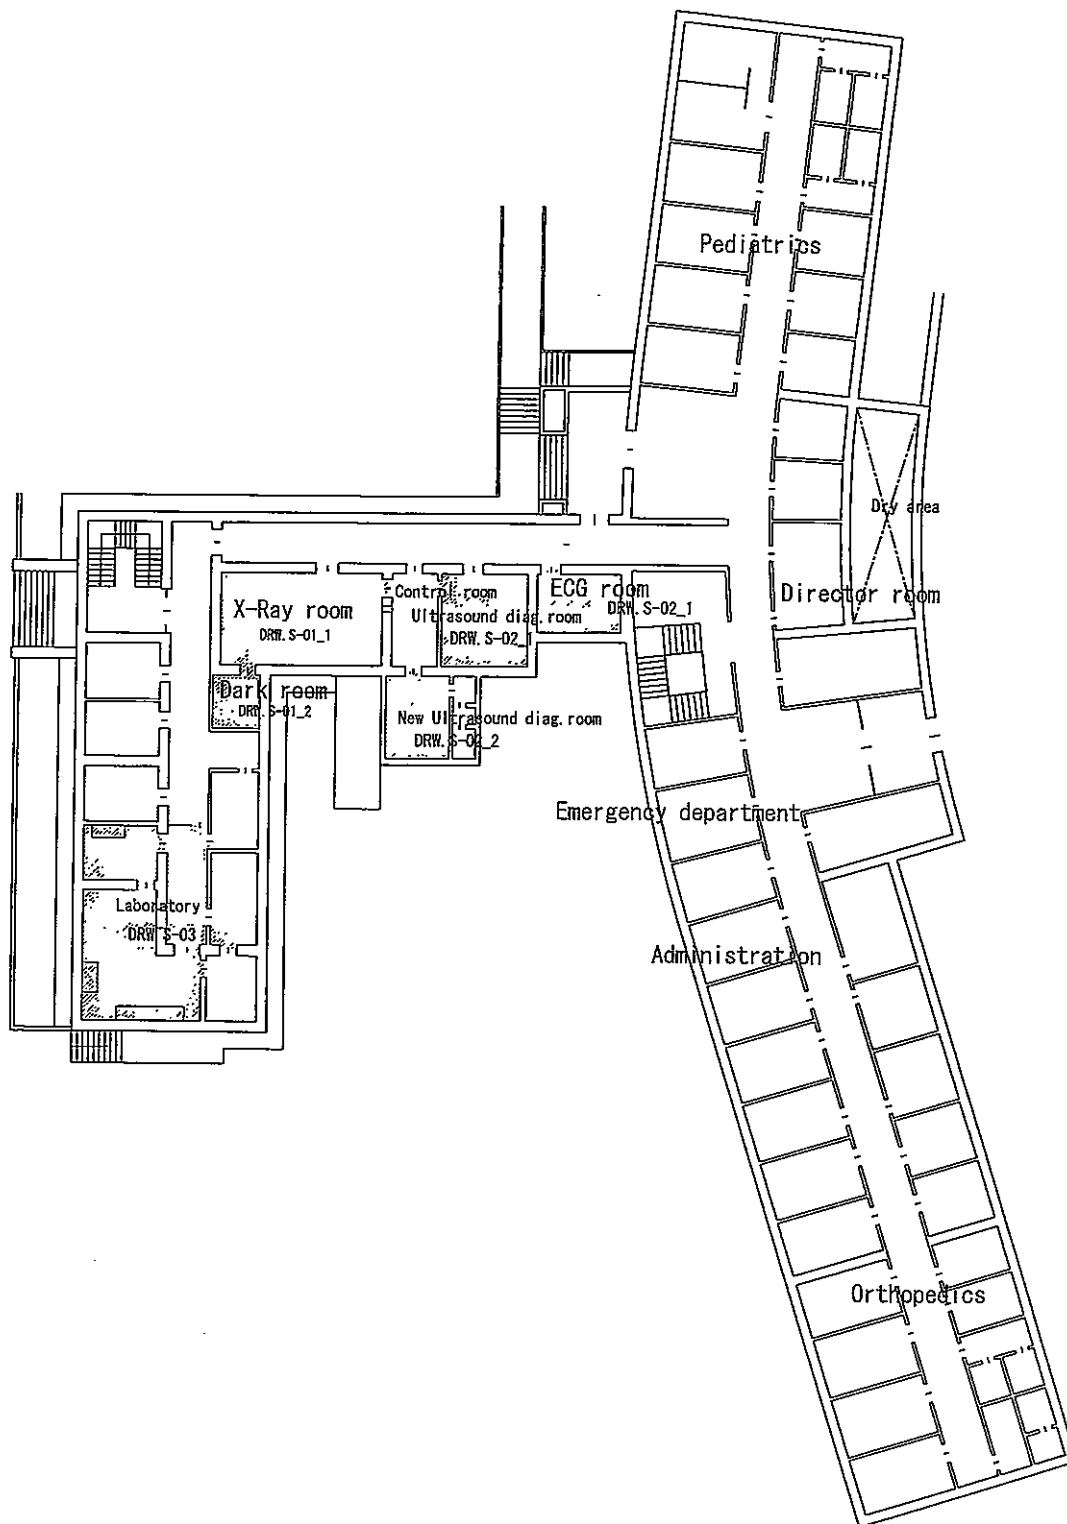 Pediatrics
Dry area
Director room
ECG room
DRW.S-02_1
Control room
Ultrasound diag.room
DRW.S-02_1
X-Ray room
DRW.S-01_1
Dark room
DRW.S-01_2
New Ultrasound diag.room
DRW.S-02_2
Emergency department
Laboratory
DRW.S-03
Administration
Orthopedics